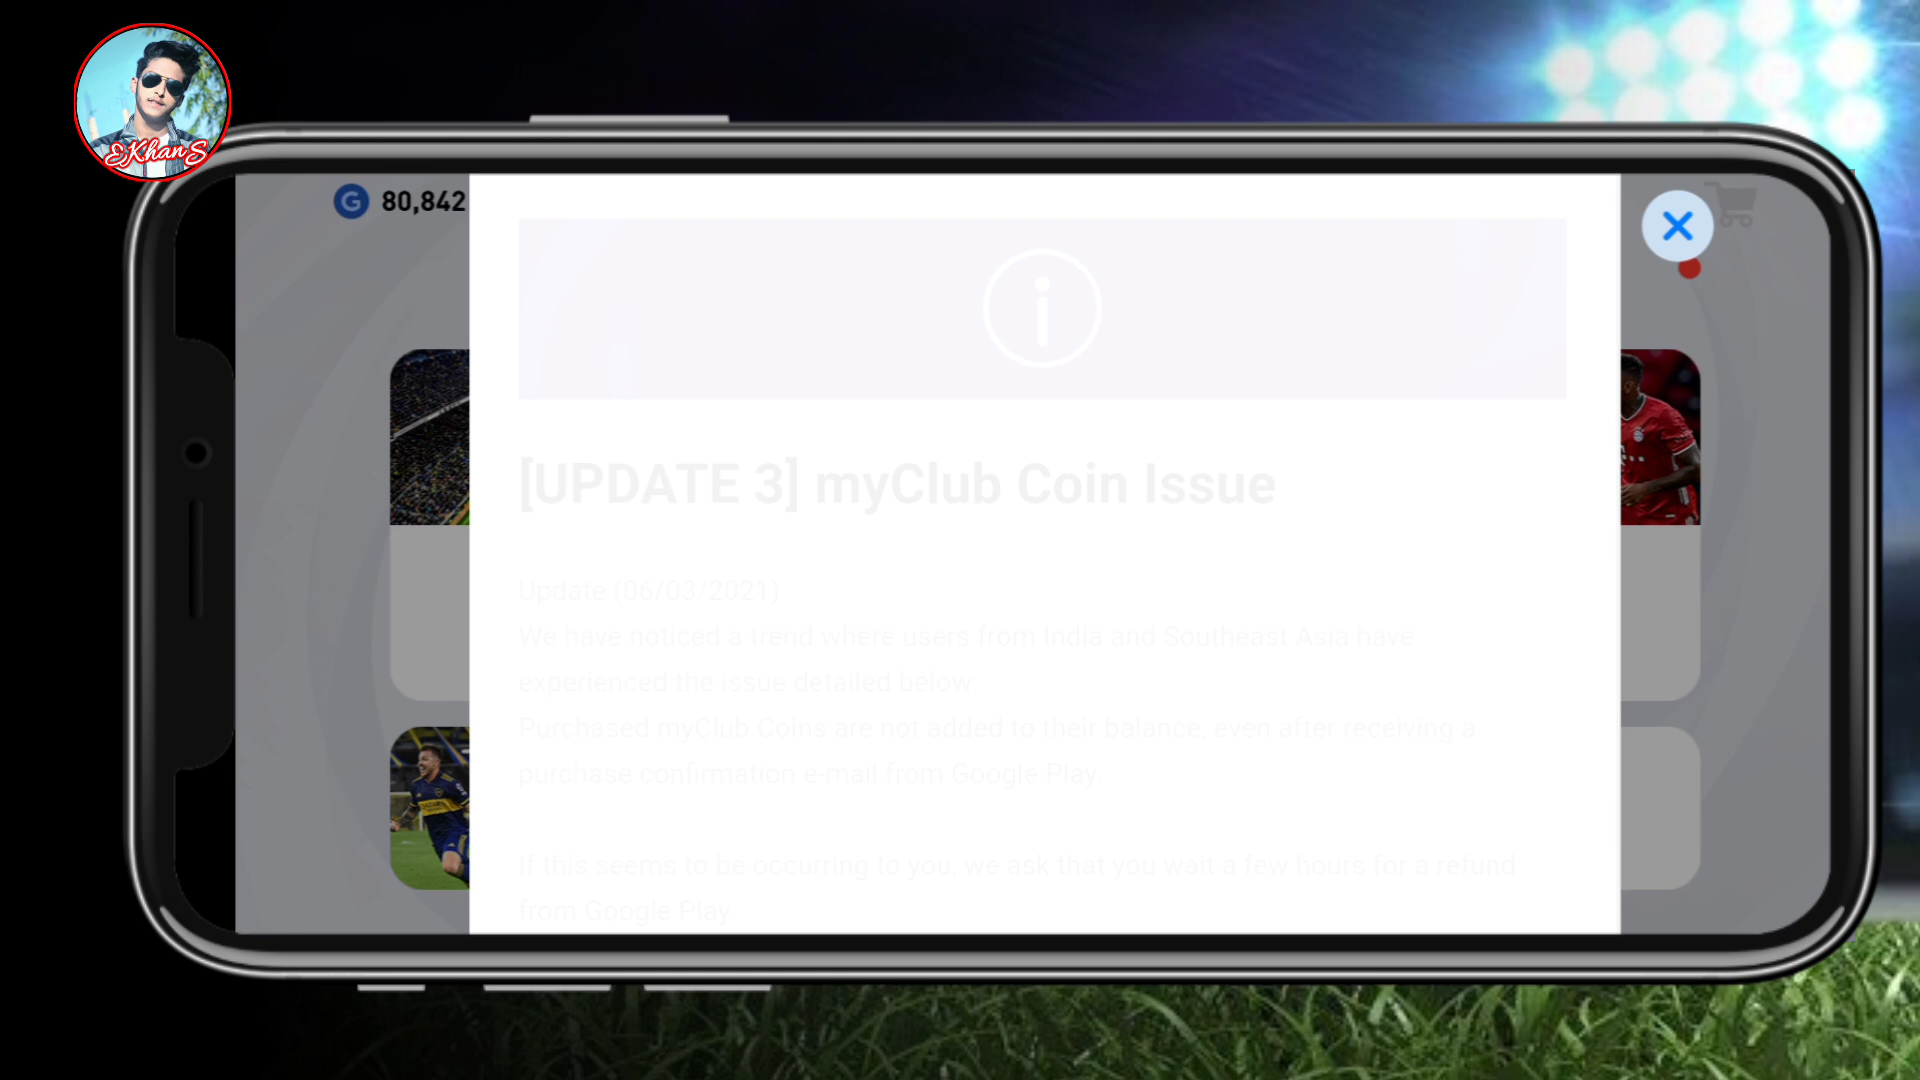 EKhanS
G 80,842
[UPDATE 3] myClub Coin Issue
Update (06/03/2021)
We have noticed a trend where users from India and Southeast Asia have
experienced the issue detailed below:
Purchased myClub Coins are not added to their balance, even after receiving a
purchase confirmation e-mail from Google Play.
If this seems to be occurring to you, we ask that you wait a few hours for a refund
from Google Play.